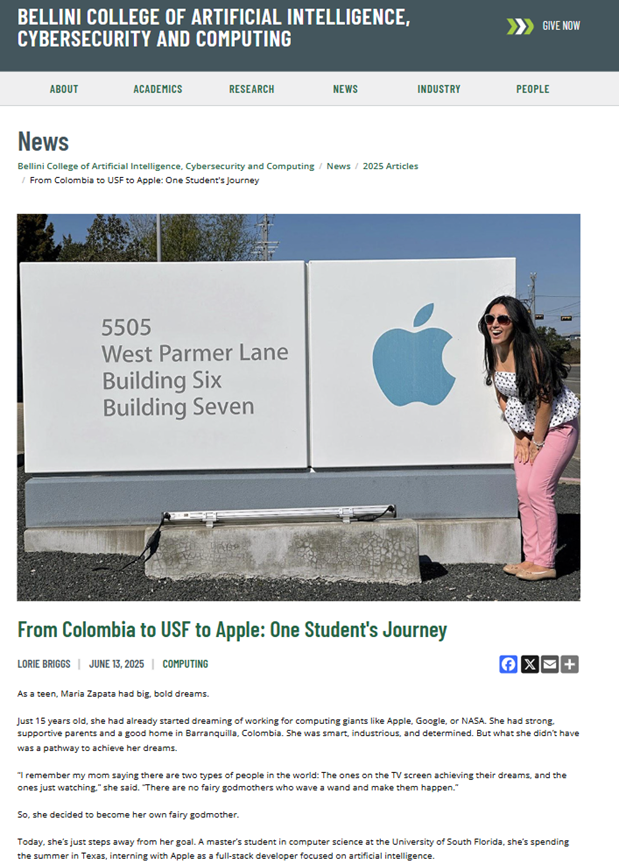 BELLINI COLLEGE OF ARTIFICIAL INTELLIGENCE,
CYBERSECURITY AND COMPUTING
GIVE NOW
ABOUT
ACADEMICS
RESEARCH
NEWS
INDUSTRY
PEOPLE
News
Bellini College of Artificial Intelligence, Cybersecurity and Computing / News / 2025 Articles
/ From Colombia to USF to Apple: One Student's Journey
5505
West Parmer Lane
Building Six
Building Seven
From Colombia to USF to Apple: One Student's Journey
LORIE BRIGGS | JUNE 13, 2025 | COMPUTING
As a teen, Maria Zapata had big, bold dreams.
Just 15 years old, she had already started dreaming of working for computing giants like Apple, Google, or NASA. She had strong,
supportive parents and a good home in Barranquilla, Colombia. She was smart, industrious, and determined. But what she didn't have
was a pathway to achieve her dreams.
“I remember my mom saying there are two types of people in the world: The ones on the TV screen achieving their dreams, and the
ones just watching,” she said. “There are no fairy godmothers who wave a wand and make them happen.”
So, she decided to become her own fairy godmother.
Today, she’s just steps away from her goal. A master’s student in computer science at the University of South Florida, she’s spending
the summer in Texas, interning with Apple as a full-stack developer focused on artificial intelligence.